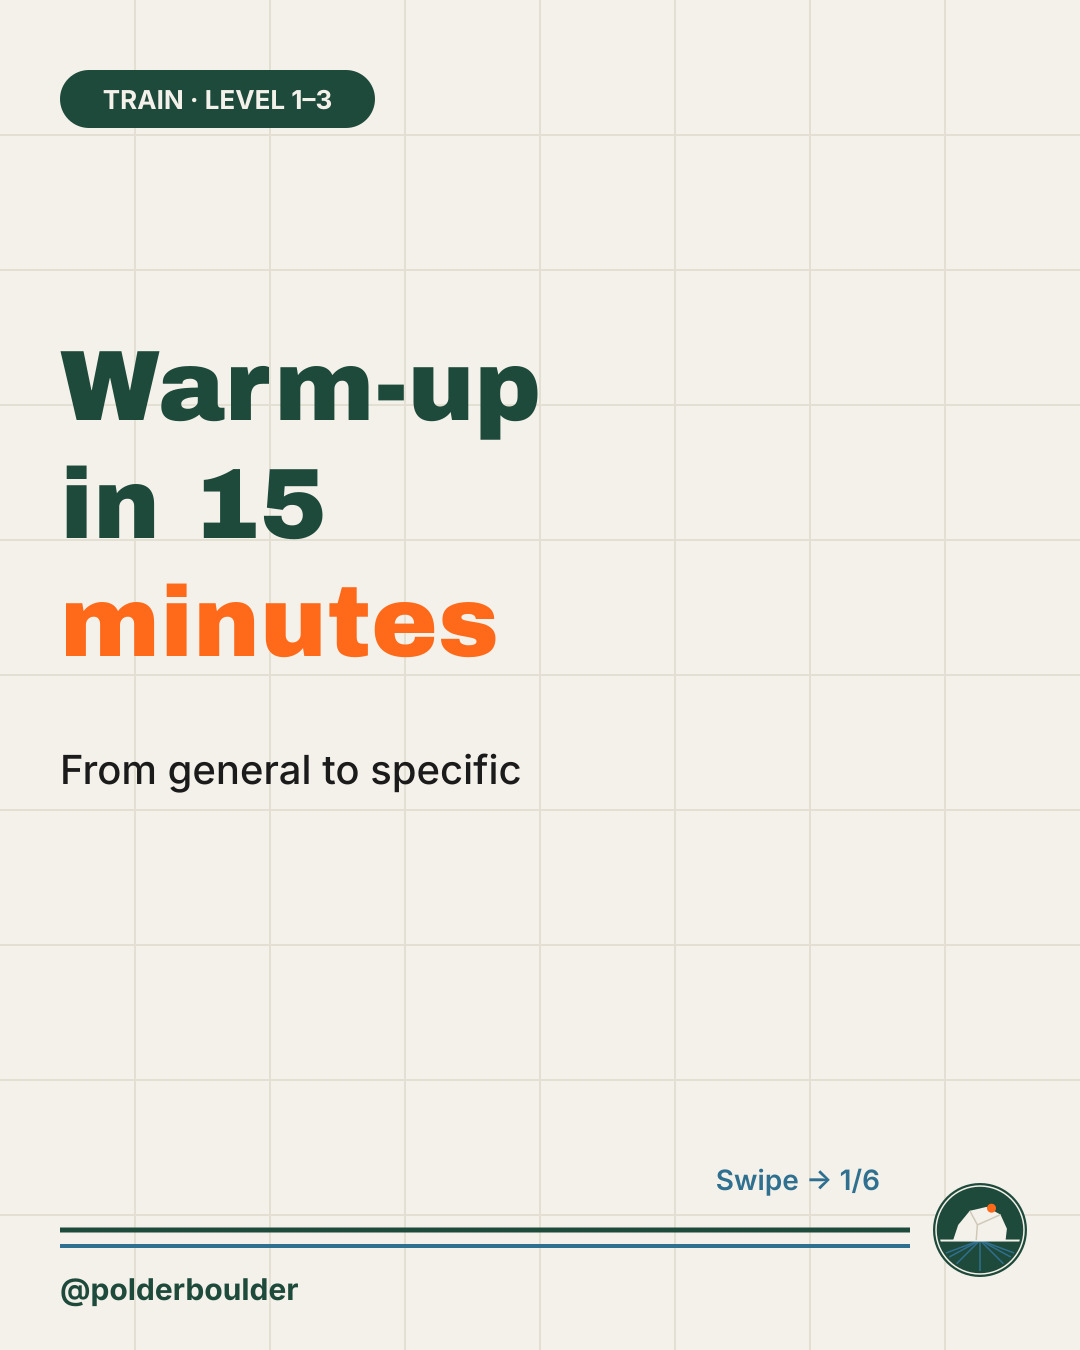 TRAIN · LEVEL 1–3
Warm-up
in 15
minutes
From general to specific
Swipe → 1/6
@polderboulder